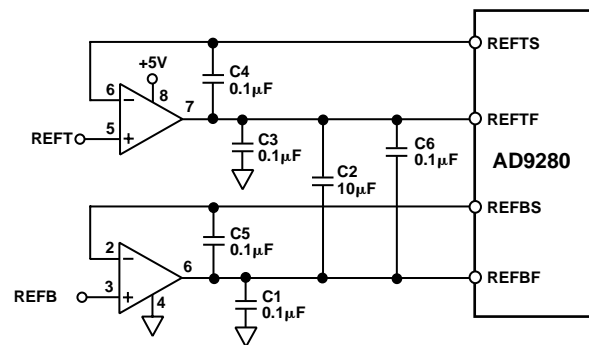 REFTS
+5V
C4
0.1µF
6
8
7
REFTF
REFT
5
C3
0.1µF
C6
0.1µF
AD9280
C2
10µF
REFBS
C5
0.1µF
2
6
REFBF
REFB
3
4
C1
0.1µF